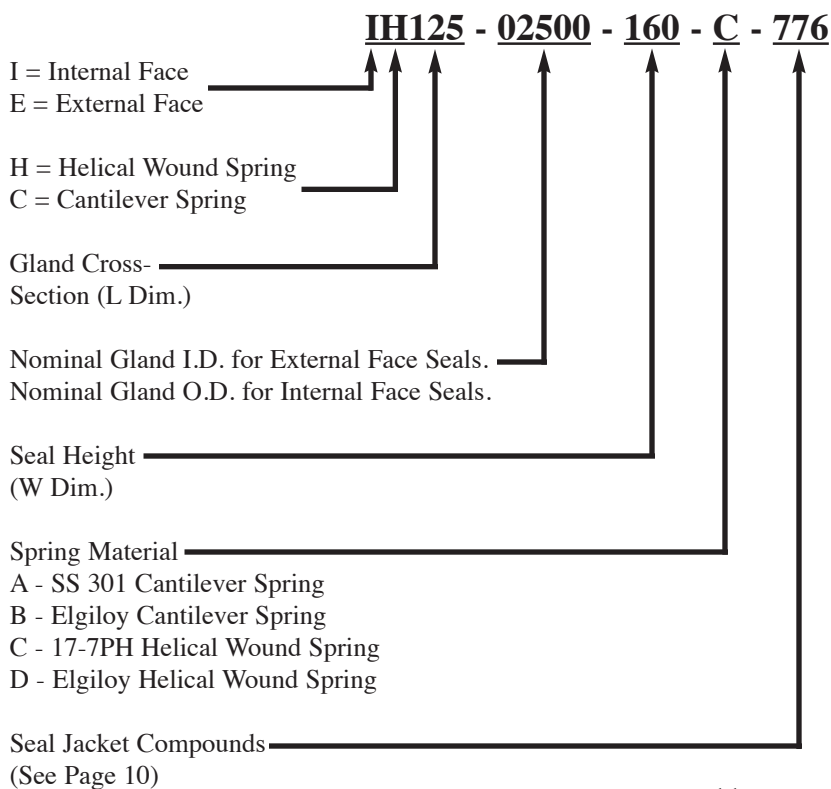 IH125 - 02500 - 160 - C - 776
I = Internal Face
E = External Face
H = Helical Wound Spring
C = Cantilever Spring
Gland Cross-
Section (L Dim.)
Nominal Gland I.D. for External Face Seals.
Nominal Gland O.D. for Internal Face Seals.
Seal Height
(W Dim.)
Spring Material
A - SS 301 Cantilever Spring
B - Elgiloy Cantilever Spring
C - 17-7PH Helical Wound Spring
D - Elgiloy Helical Wound Spring
Seal Jacket Compounds
(See Page 10)